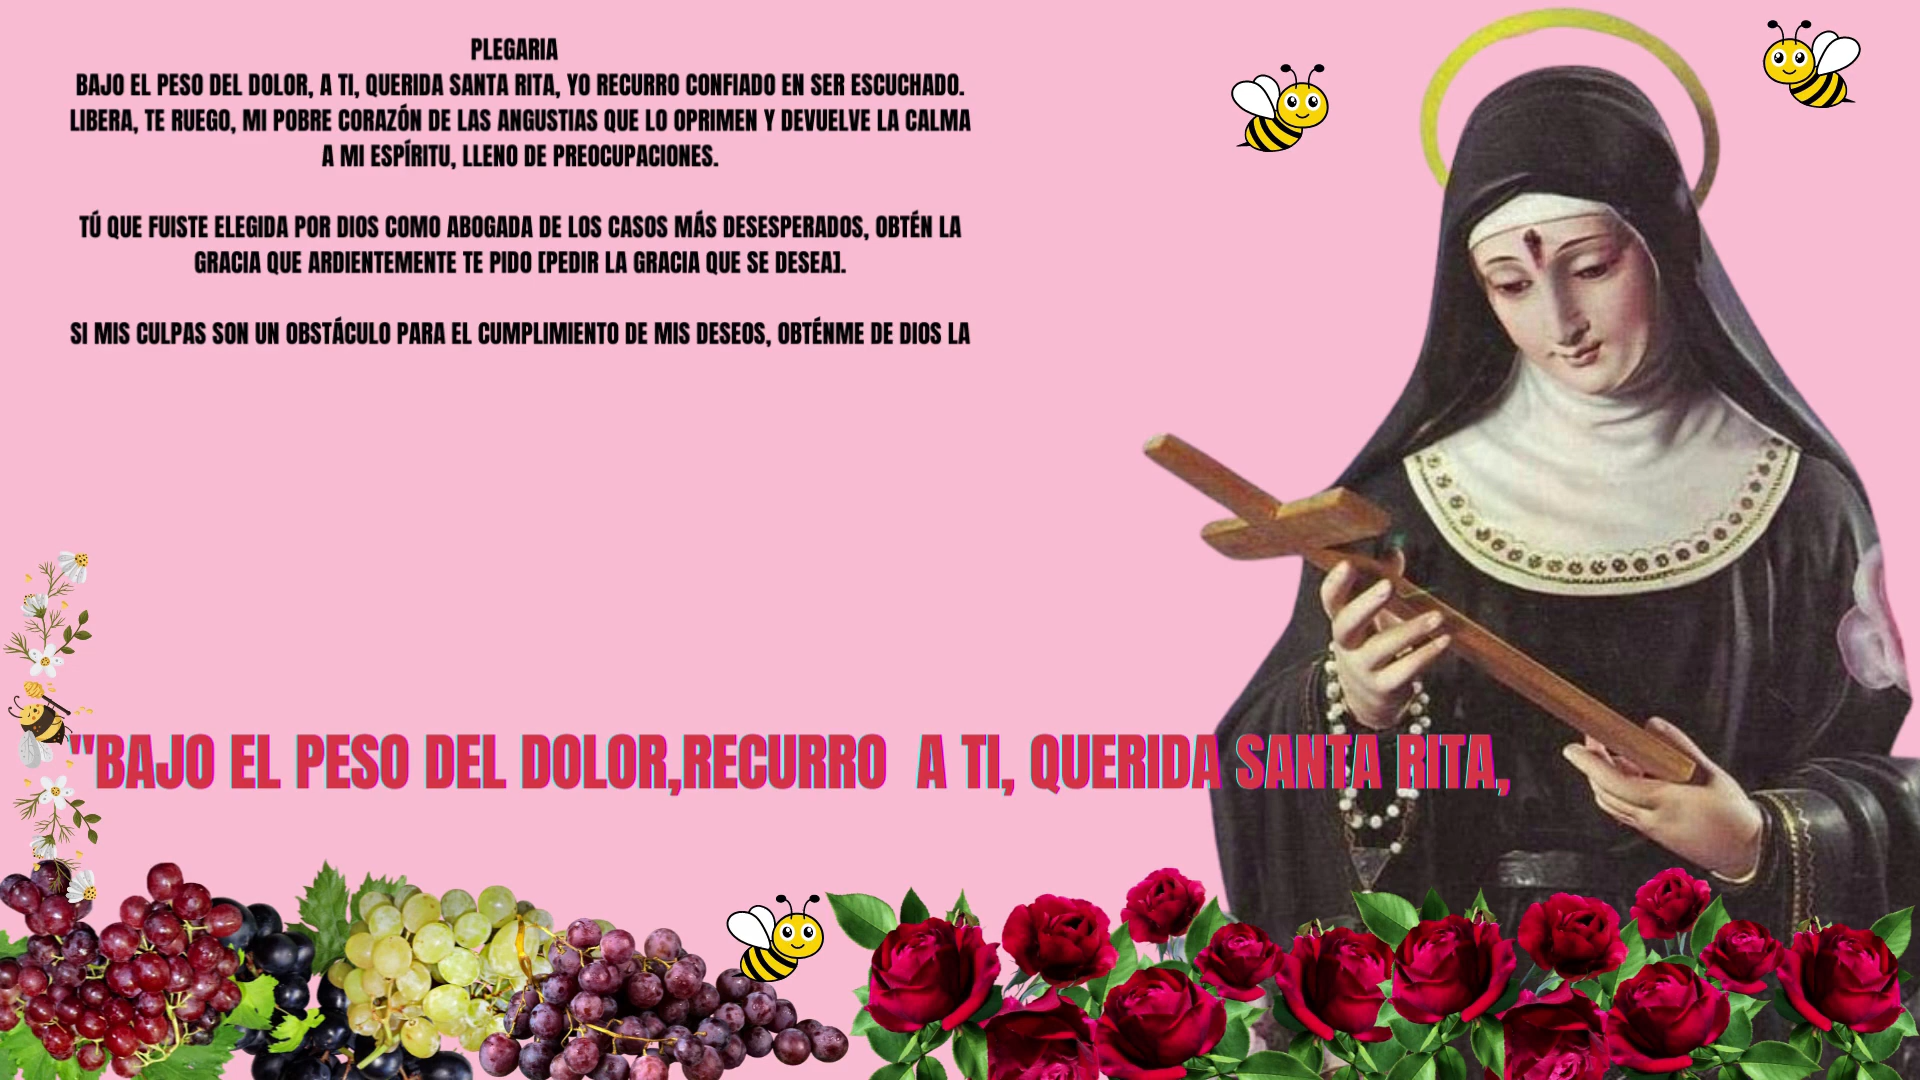 PLEGARIA
BAJO EL PESO DEL DOLOR, A TI, QUERIDA SANTA RITA, YO RECURRO CONFIADO EN SER ESCUCHADO.
LIBERA, TE RUEGO, MI POBRE CORAZÓN DE LAS ANGUSTIAS QUE LO OPRIMEN Y DEVUELVE LA CALMA
A MI ESPÍRITU, LLENO DE PREOCUPACIONES.
TÚ QUE FUISTE ELEGIDA POR DIOS COMO ABOGADA DE LOS CASOS MÁS DESESPERADOS, OBTÉN LA
GRACIA QUE ARDIENTEMENTE TE PIDO [PEDIR LA GRACIA QUE SE DESEA].
SI MIS CULPAS SON UN OBSTÁCULO PARA EL CUMPLIMIENTO DE MIS DESEOS, OBTÉNME DE DIOS LA
"BAJO EL PESO DEL DOLOR,RECURRO  A TI, QUERIDA SANTA RITA,